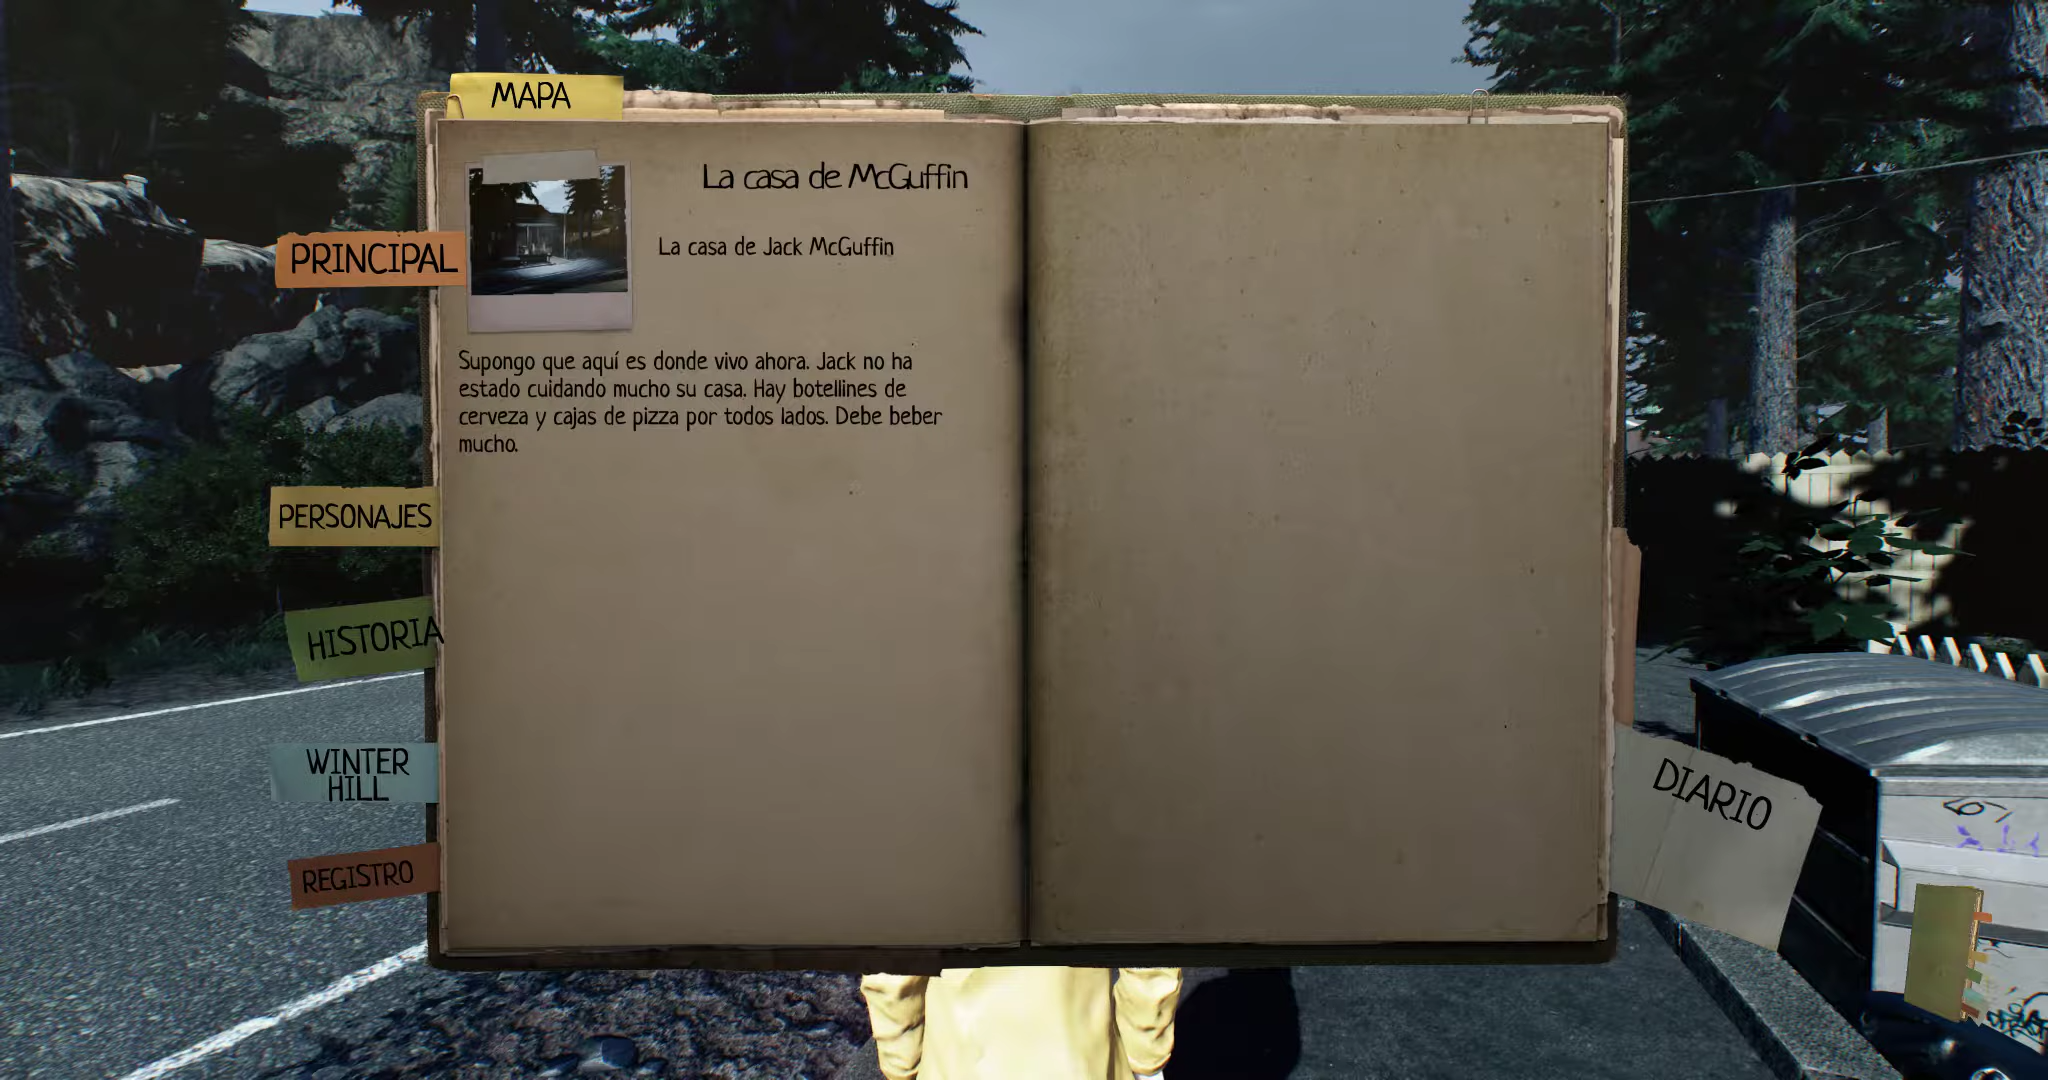 MAPA
La casa de McGuffin
La casa de Jack McGuffin
PRINCIPAL
Supongo que aquí es donde vivo ahora. Jack no ha
estado cuidando mucho su casa. Hay botellines de
cerveza y cajas de pizza por todos lados. Debe beber
mucho.
PERSONAJES
HISTORIA
WINTER
HILL
REGISTRO
DIARIO